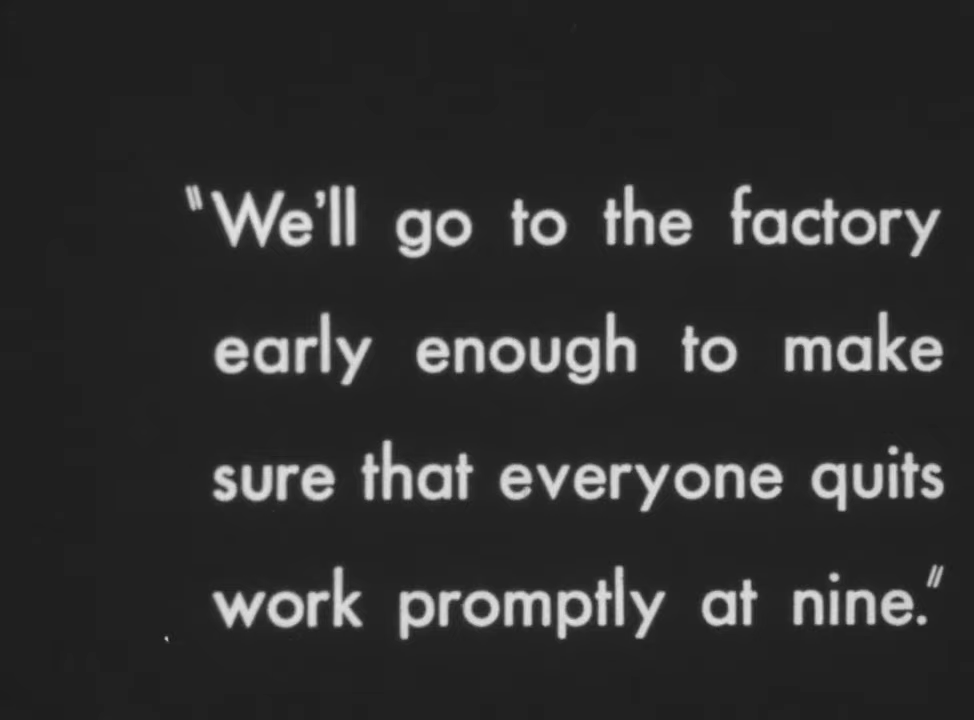 "We'll go to the factory
early enough to make
sure that everyone quits
work promptly at nine."